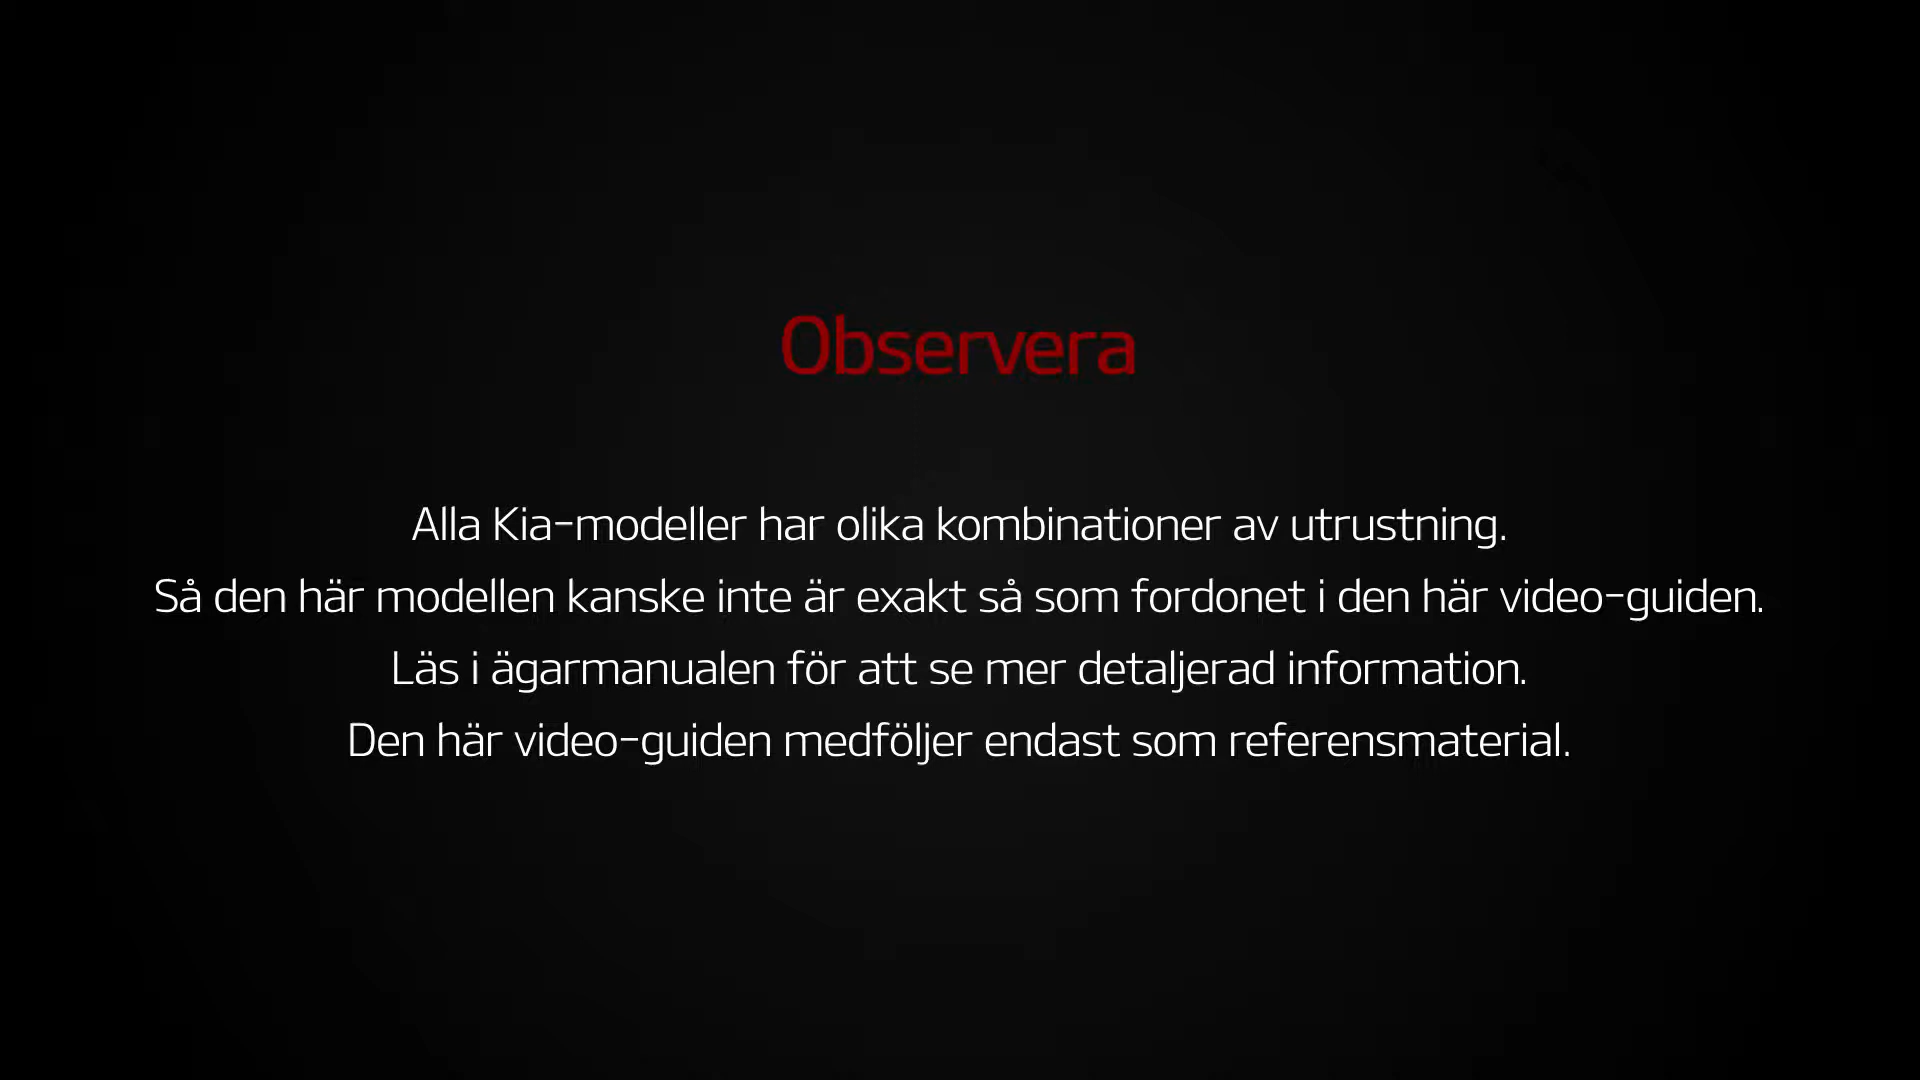 Observera
Alla Kia-modeller har olika kombinationer av utrustning.
Så den här modellen kanske inte är exakt så som fordonet i den här video-guiden.
Läs i ägarmanualen för att se mer detaljerad information.
Den här video-guiden medföljer endast som referensmaterial.